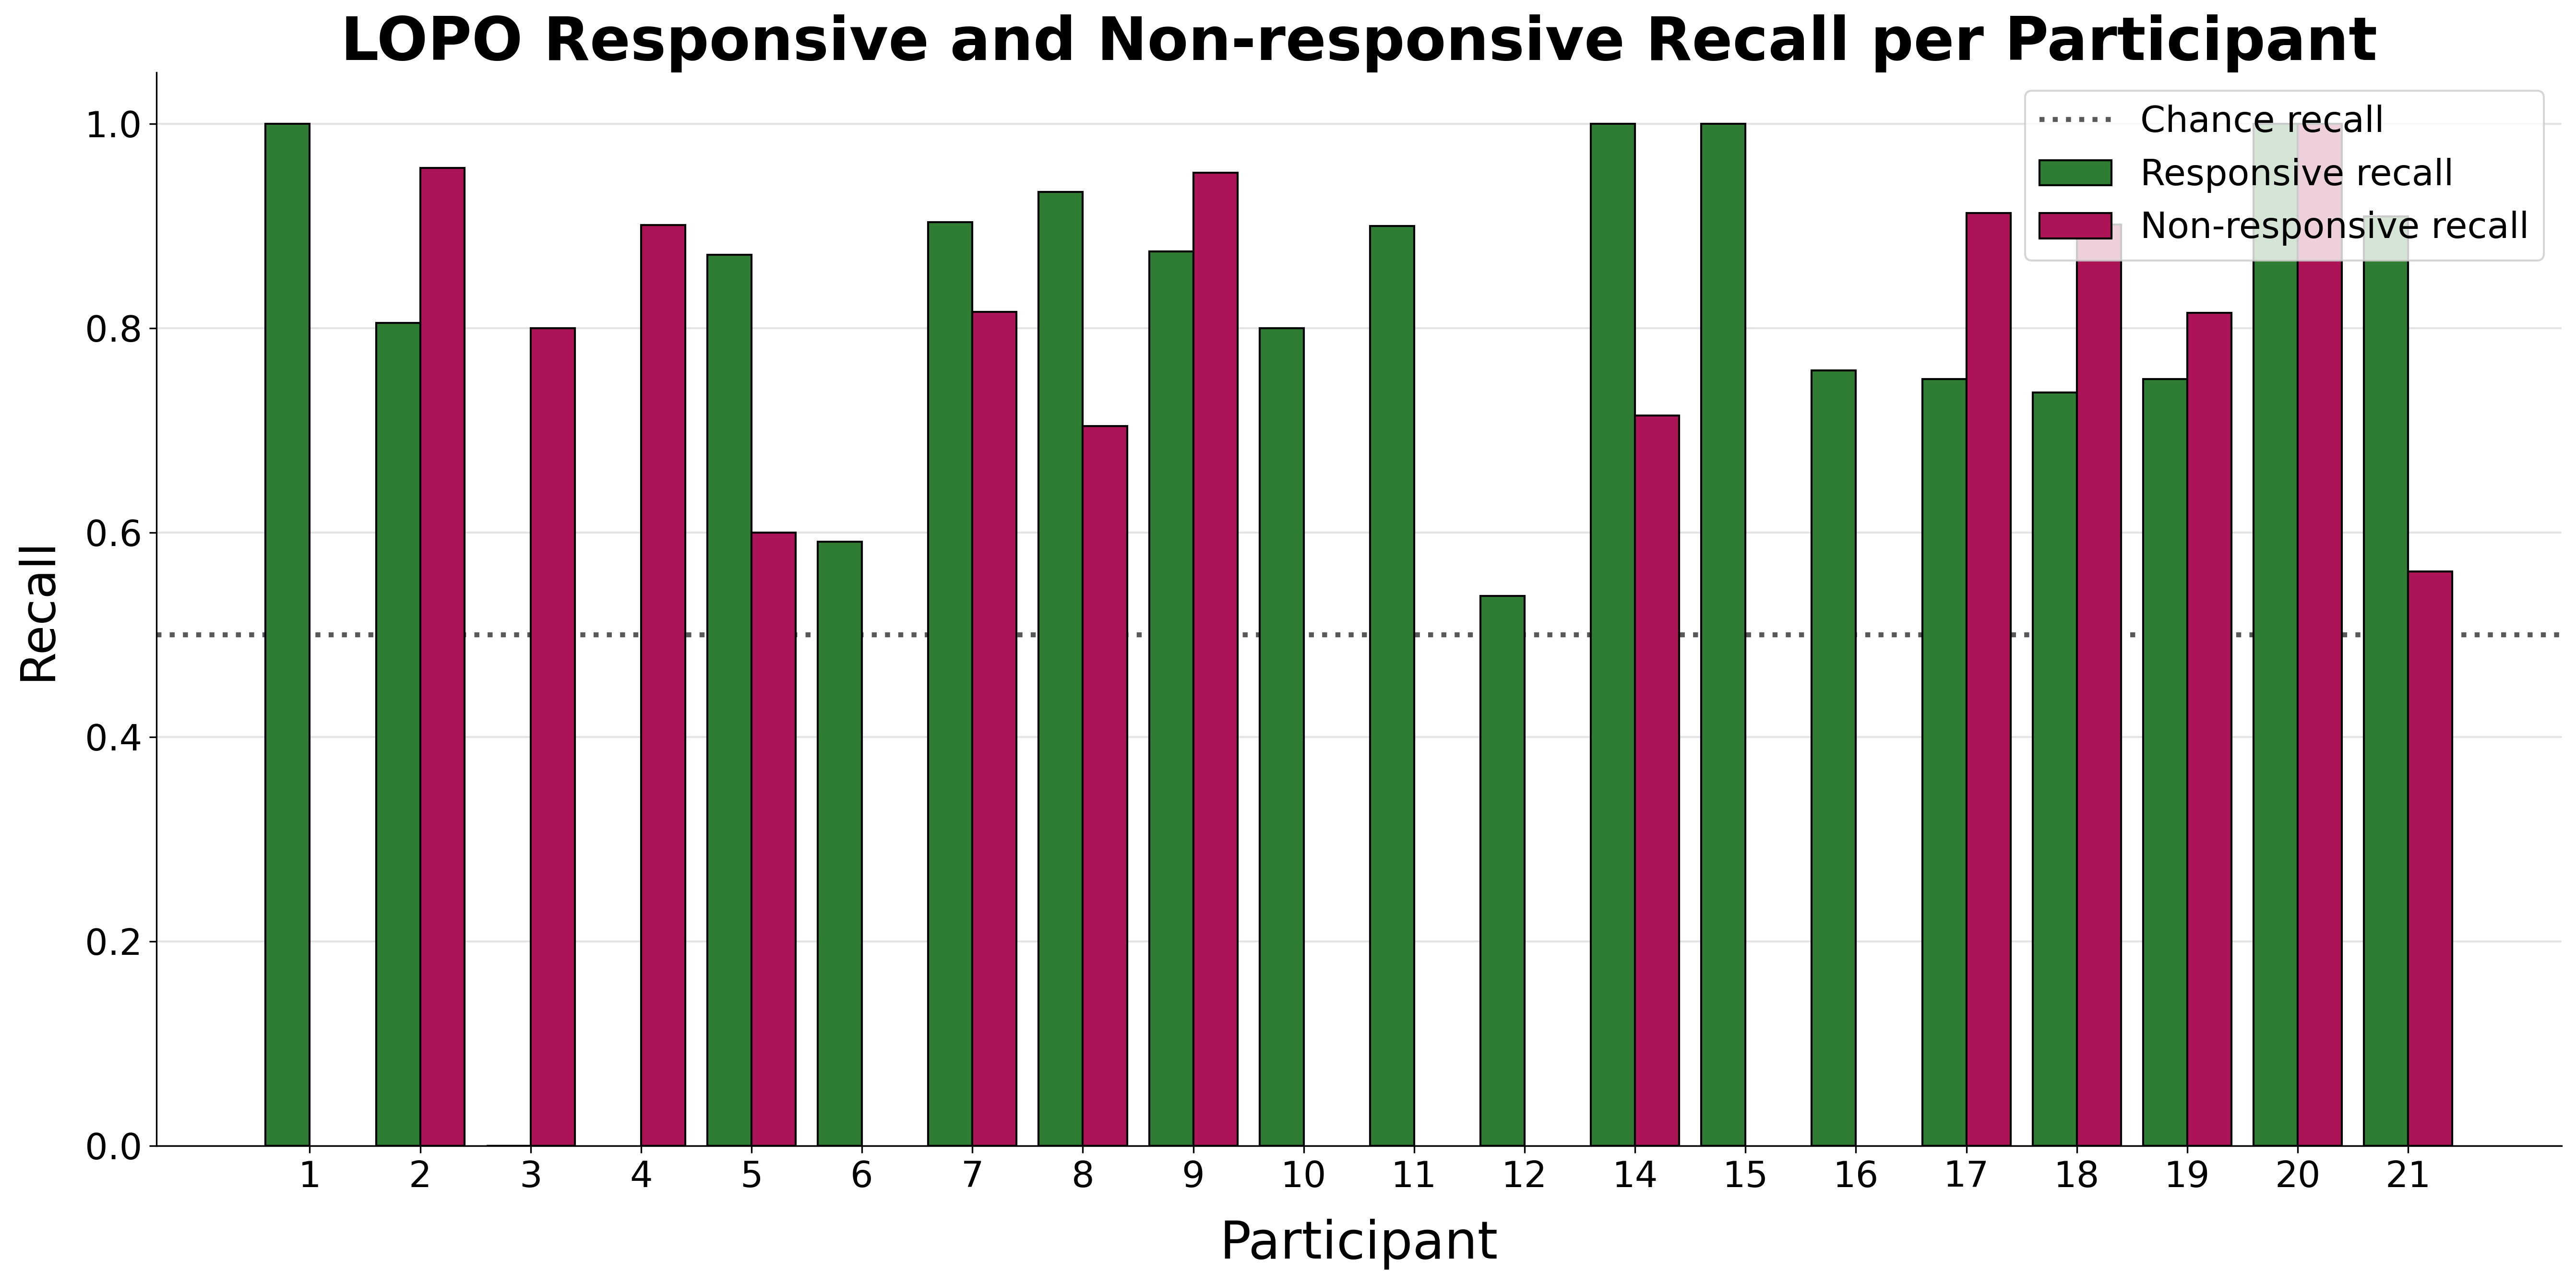 LOPO Responsive and Non-responsive Recall per Participant
Chance recall
Responsive recall
Non-responsive recall
1.0
0.8
0.6
0.4
0.2
0.0
Recall
1 2 3 4 5 6 7 8 9 10 11 12 14 15 16 17 18 19 20 21
Participant